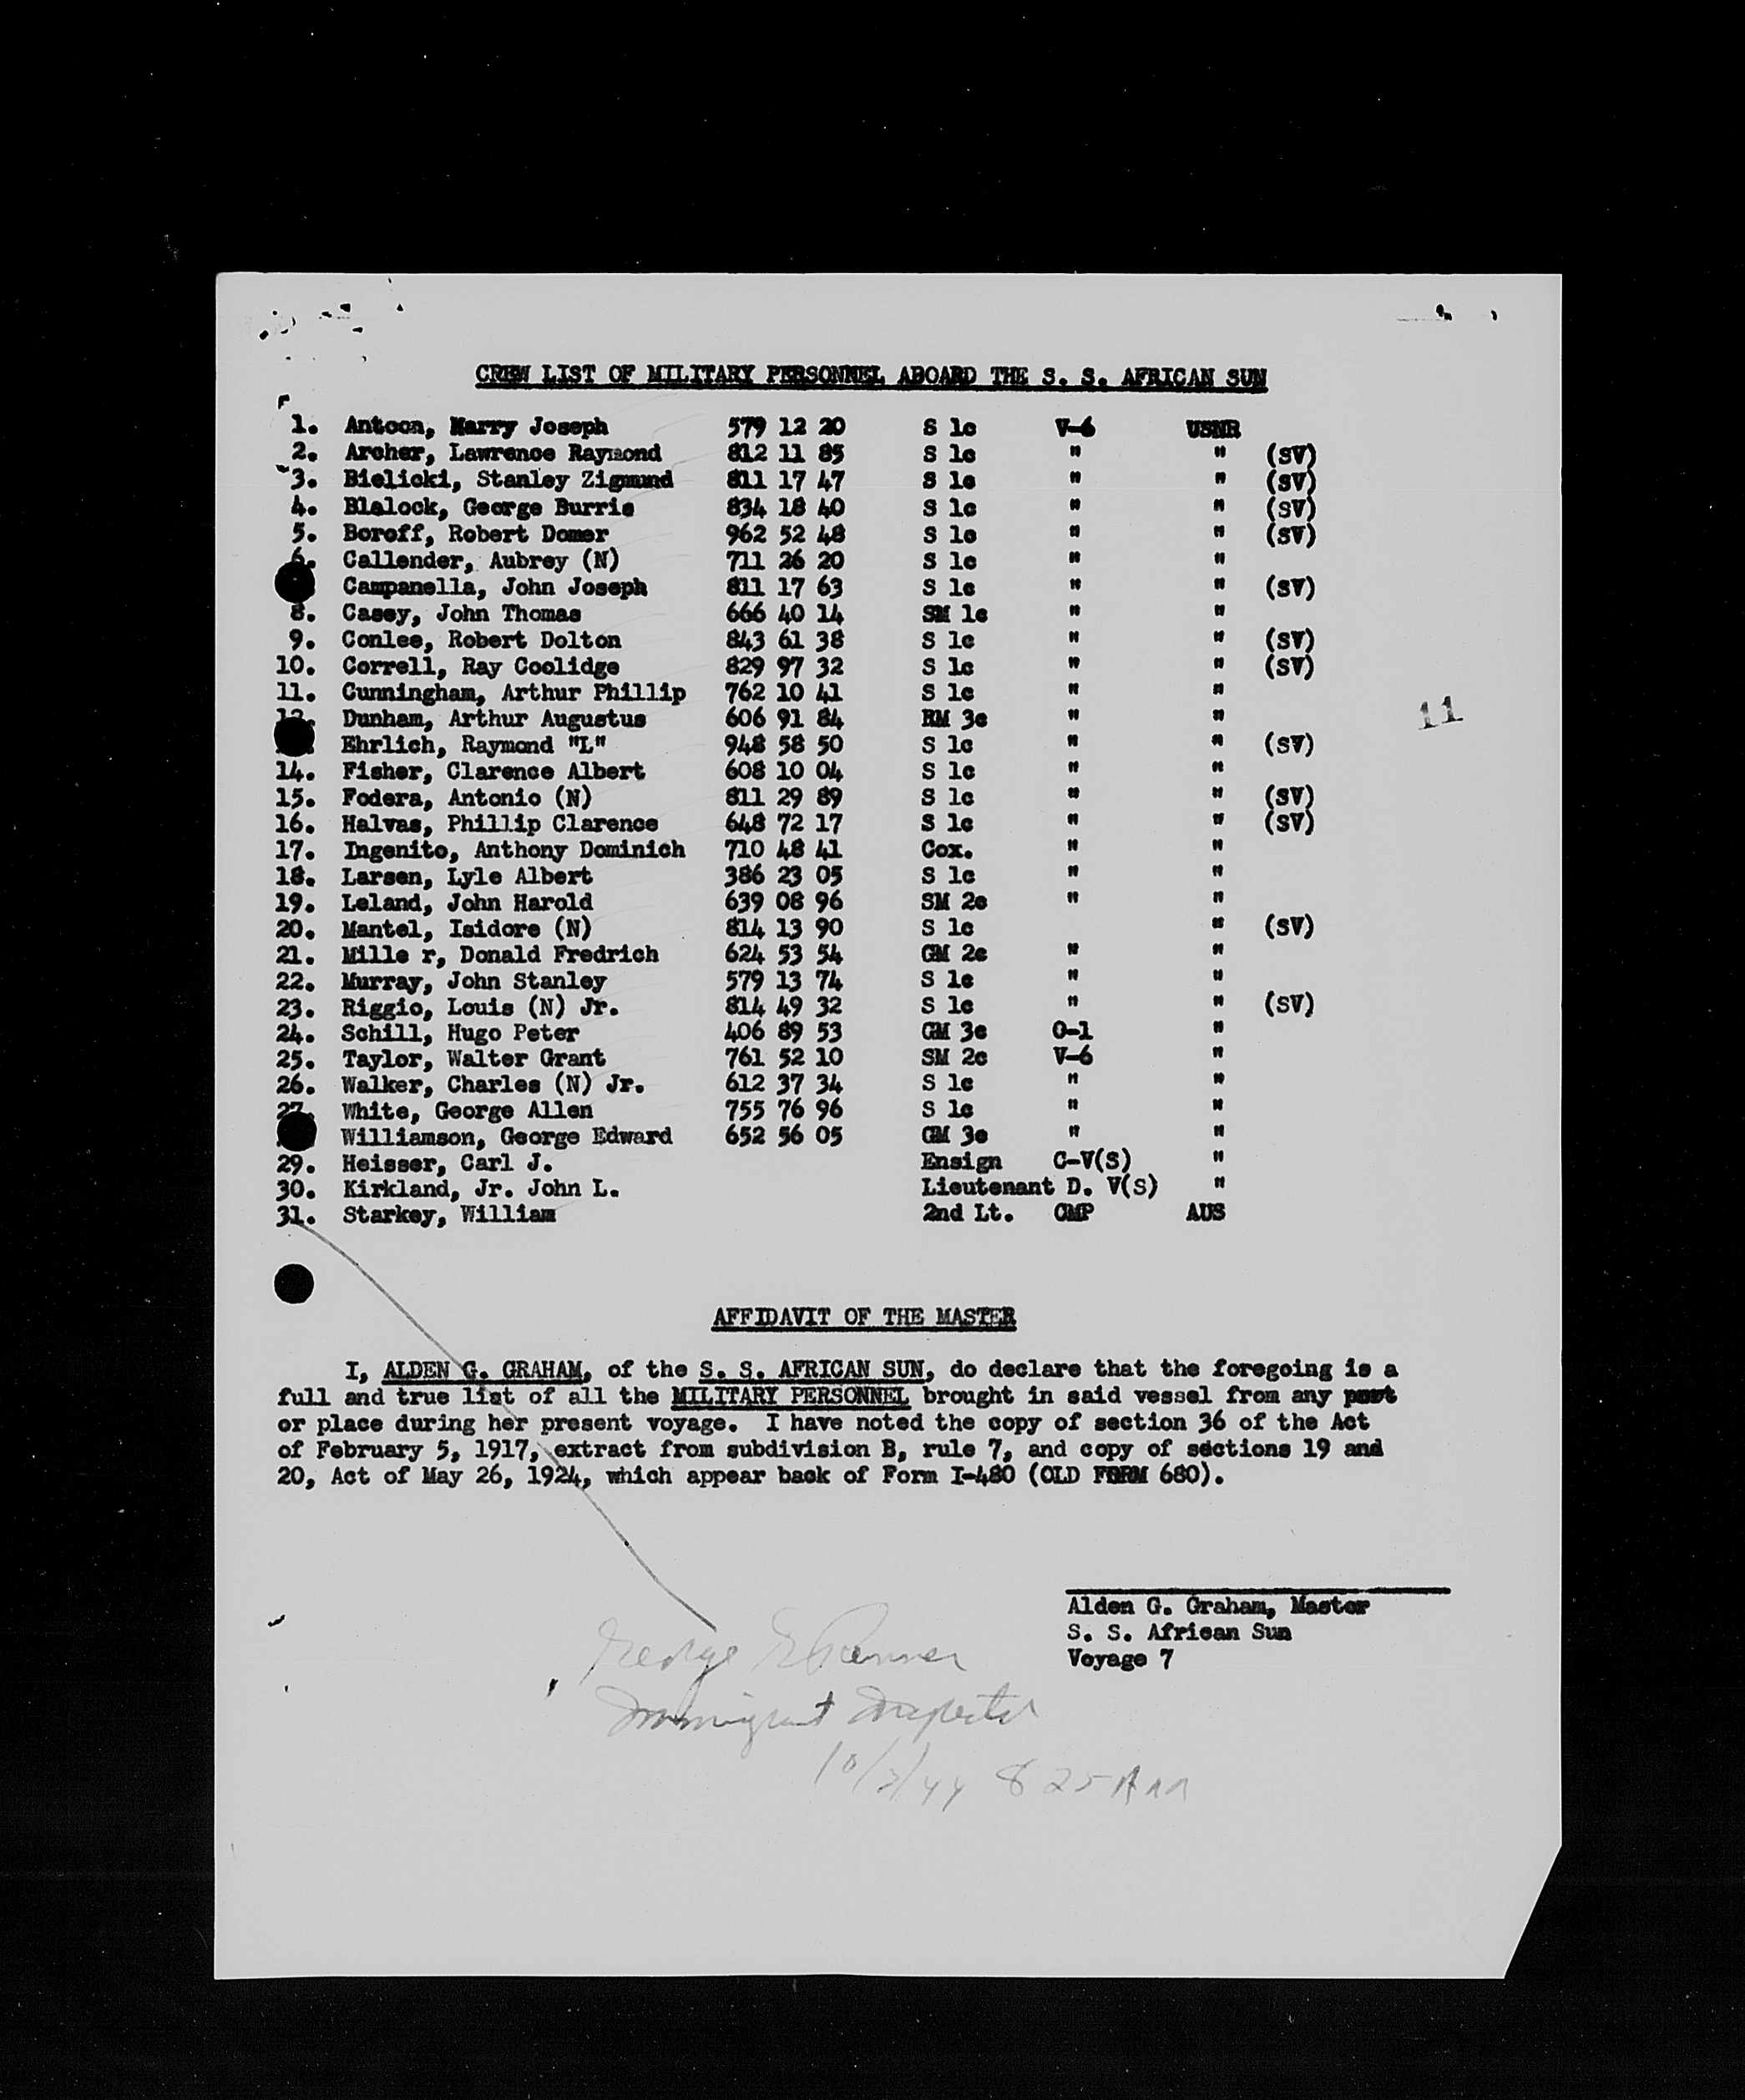 CREW LIST OF MILITARY PERSONNEL ABOARD THE S. S. AFRICAN SUN
1. Antoon, Harry Joseph 579 12 20 S 1c V-6 USNR
2. Archer, Lawrence Raymond 812 11 85 S 1c " " (SV)
3. Bielicki, Stanley Zigmund 811 17 47 S 1c " " (SV)
4. Blalock, George Burris 834 18 40 S 1c " " (SV)
5. Boroff, Robert Domer 962 52 48 S 1c " " (SV)
6. Callender, Aubrey (N) 711 26 20 S 1c " "
Campanella, John Joseph 811 17 63 S 1c " " (SV)
8. Casey, John Thomas 666 40 14 SM 1c " "
9. Conlee, Robert Dolton 843 61 38 S 1c " " (SV)
10. Correll, Ray Coolidge 829 97 32 S 1c " " (SV)
11. Cunningham, Arthur Phillip 762 10 41 S 1c " "
12. Dunham, Arthur Augustus 606 91 84 RM 3c " "
Ehrlich, Raymond "L" 948 58 50 S 1c " " (SV)
14. Fisher, Clarence Albert 608 10 04 S 1c " "
15. Fodera, Antonio (N) 811 29 89 S 1c " " (SV)
16. Halvas, Phillip Clarence 648 72 17 S 1c " " (SV)
17. Ingenito, Anthony Dominich 710 48 41 Cox. " "
18. Larsen, Lyle Albert 386 23 05 S 1c " "
19. Leland, John Harold 639 08 96 SM 2c " "
20. Mantel, Isidore (N) 814 13 90 S 1c " (SV)
21. Mille r, Donald Fredrich 624 53 54 GM 2c " "
22. Murray, John Stanley 579 13 74 S 1c " "
23. Riggio, Louis (N) Jr. 814 49 32 S 1c " " (SV)
24. Schill, Hugo Peter 406 89 53 GM 3c O-1 "
25. Taylor, Walter Grant 761 52 10 SM 2c V-6 "
26. Walker, Charles (N) Jr. 612 37 34 S 1c " "
27. White, George Allen 755 76 96 S 1c " "
Williamson, George Edward 652 56 05 GM 3c " "
29. Heisser, Carl J. Ensign C-V(S) "
30. Kirkland, Jr. John L. Lieutenant D. V(S) "
31. Starkey, William 2nd Lt. CMP AUS
11
AFFIDAVIT OF THE MASTER
I, ALDEN G. GRAHAM, of the S. S. AFRICAN SUN, do declare that the foregoing is a
full and true list of all the MILITARY PERSONNEL brought in said vessel from any port
or place during her present voyage. I have noted the copy of section 36 of the Act
of February 5, 1917, extract from subdivision B, rule 7, and copy of sections 19 and
20, Act of May 26, 1924, which appear back of Form I-480 (OLD FORM 680).
Alden G. Graham, Master
S. S. African Sun
Voyage 7
George
Immigrant Inspector
10/3/44 8 25 AM